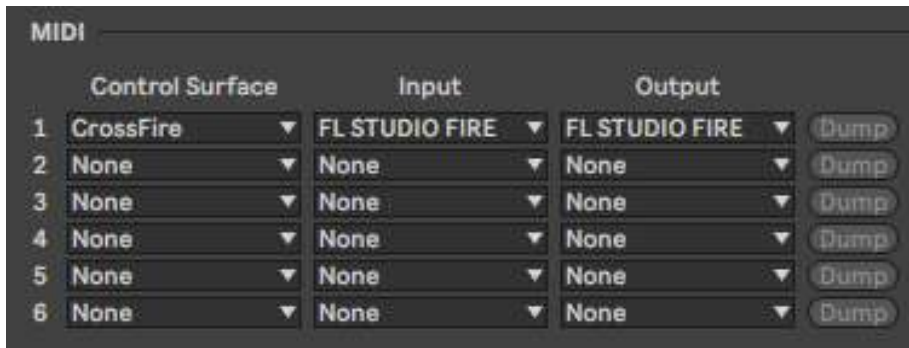 MIDI
Control Surface Input Output
1 CrossFire FL STUDIO FIRE FL STUDIO FIRE Dump
2 None None None Dump
3 None None None Dump
4 None None None Dump
5 None None None Dump
6 None None None Dump